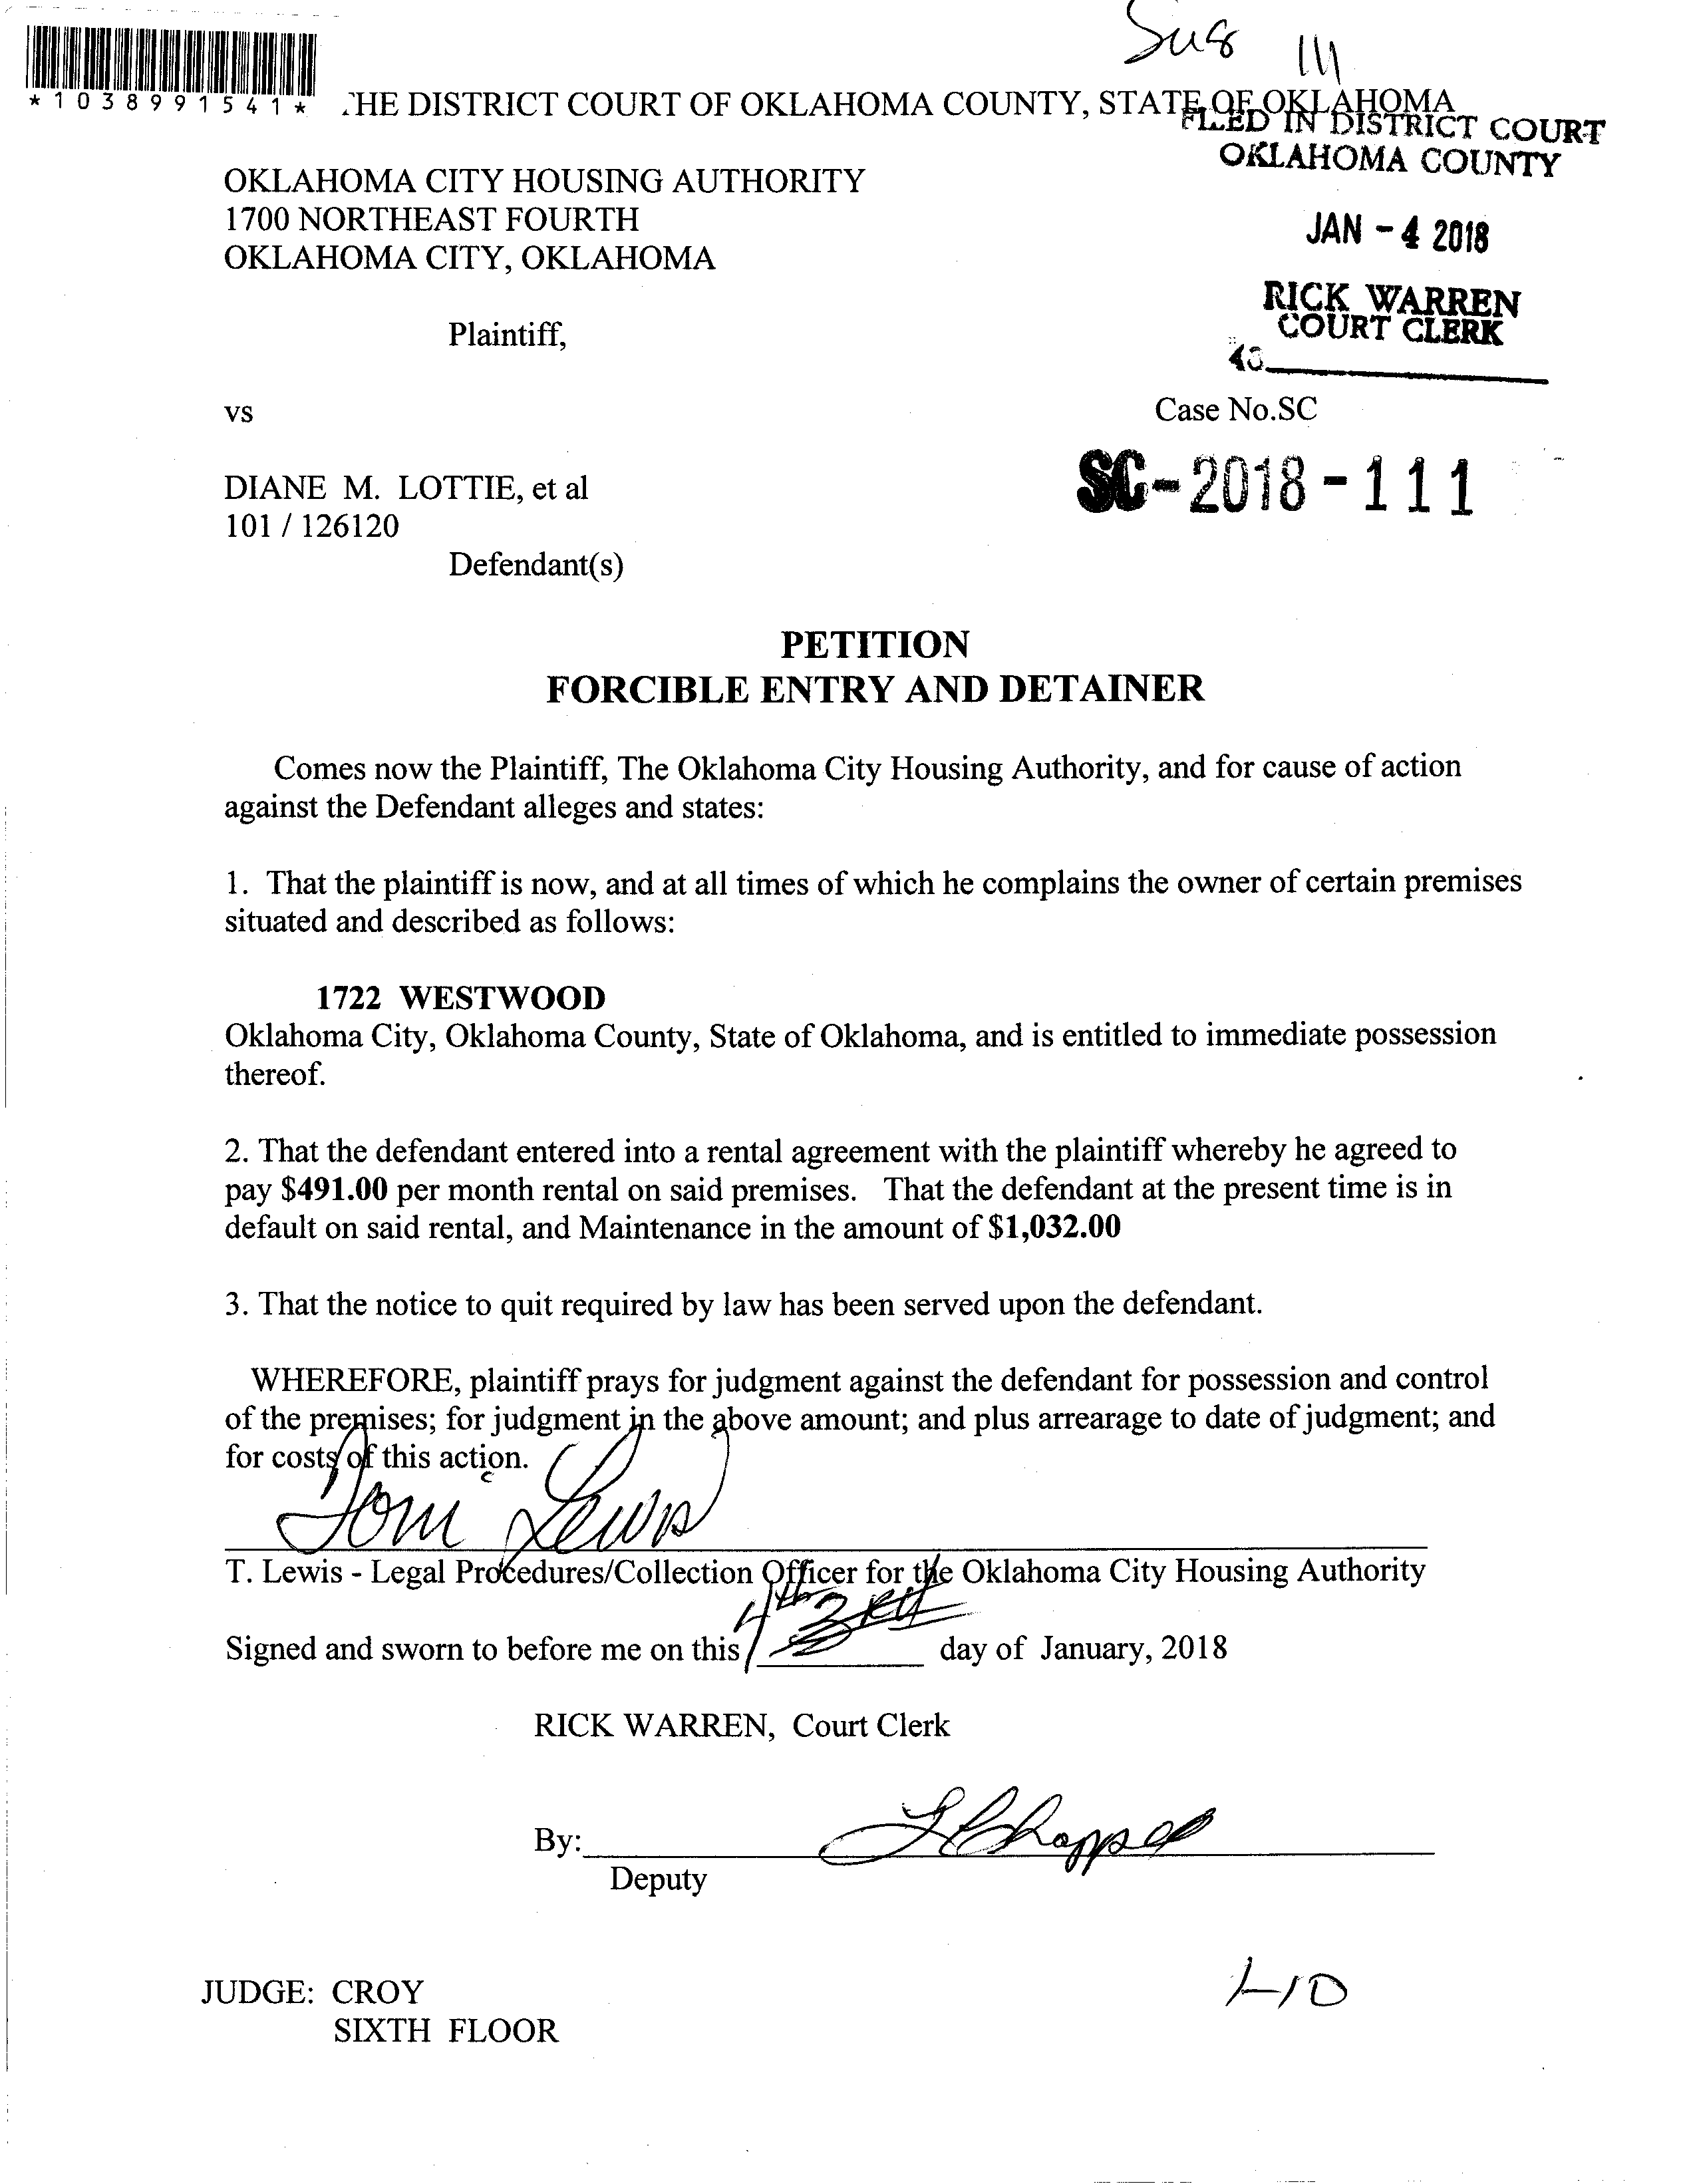 Sus 111
*1038991541*
HE DISTRICT COURT OF OKLAHOMA COUNTY, STATE OF OKLAHOMA
FILED IN DISTRICT COURT
OKLAHOMA COUNTY
OKLAHOMA CITY HOUSING AUTHORITY
1700 NORTHEAST FOURTH
OKLAHOMA CITY, OKLAHOMA
JAN - 4 2018
RICK WARREN
COURT CLERK
Plaintiff,
vs
Case No.SC
SC-2018-111
DIANE M. LOTTIE, et al
101 / 126120
Defendant(s)
PETITION
FORCIBLE ENTRY AND DETAINER
Comes now the Plaintiff, The Oklahoma City Housing Authority, and for cause of action
against the Defendant alleges and states:
1. That the plaintiff is now, and at all times of which he complains the owner of certain premises
situated and described as follows:
1722 WESTWOOD
Oklahoma City, Oklahoma County, State of Oklahoma, and is entitled to immediate possession
thereof.
2. That the defendant entered into a rental agreement with the plaintiff whereby he agreed to
pay $491.00 per month rental on said premises. That the defendant at the present time is in
default on said rental, and Maintenance in the amount of $1,032.00
3. That the notice to quit required by law has been served upon the defendant.
WHEREFORE, plaintiff prays for judgment against the defendant for possession and control
of the premises; for judgment in the above amount; and plus arrearage to date of judgment; and
for costs of this action.
Tom Lewis
T. Lewis - Legal Procedures/Collection Officer for the Oklahoma City Housing Authority
4th 3rd
Signed and sworn to before me on this day of January, 2018
RICK WARREN, Court Clerk
By:
Deputy
JUDGE: CROY
SIXTH FLOOR